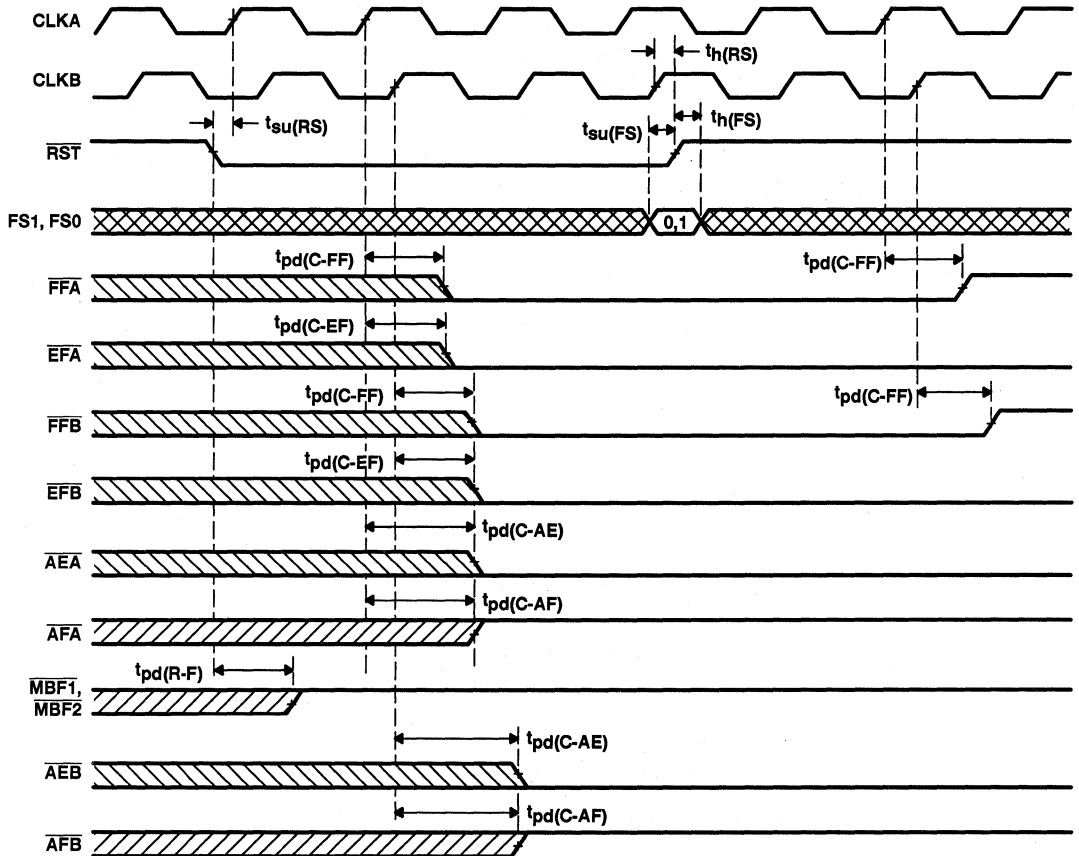 CLKA
th(RS)
CLKB
tsu(RS)
tsu(FS)
th(FS)
RST
FS1, FS0
0,1
tpd(C-FF)
tpd(C-FF)
FFA
tpd(C-EF)
EFA
tpd(C-FF)
tpd(C-FF)
FFB
tpd(C-EF)
EFB
tpd(C-AE)
AEA
tpd(C-AF)
AFA
tpd(R-F)
MBF1,
MBF2
tpd(C-AE)
AEB
tpd(C-AF)
AFB